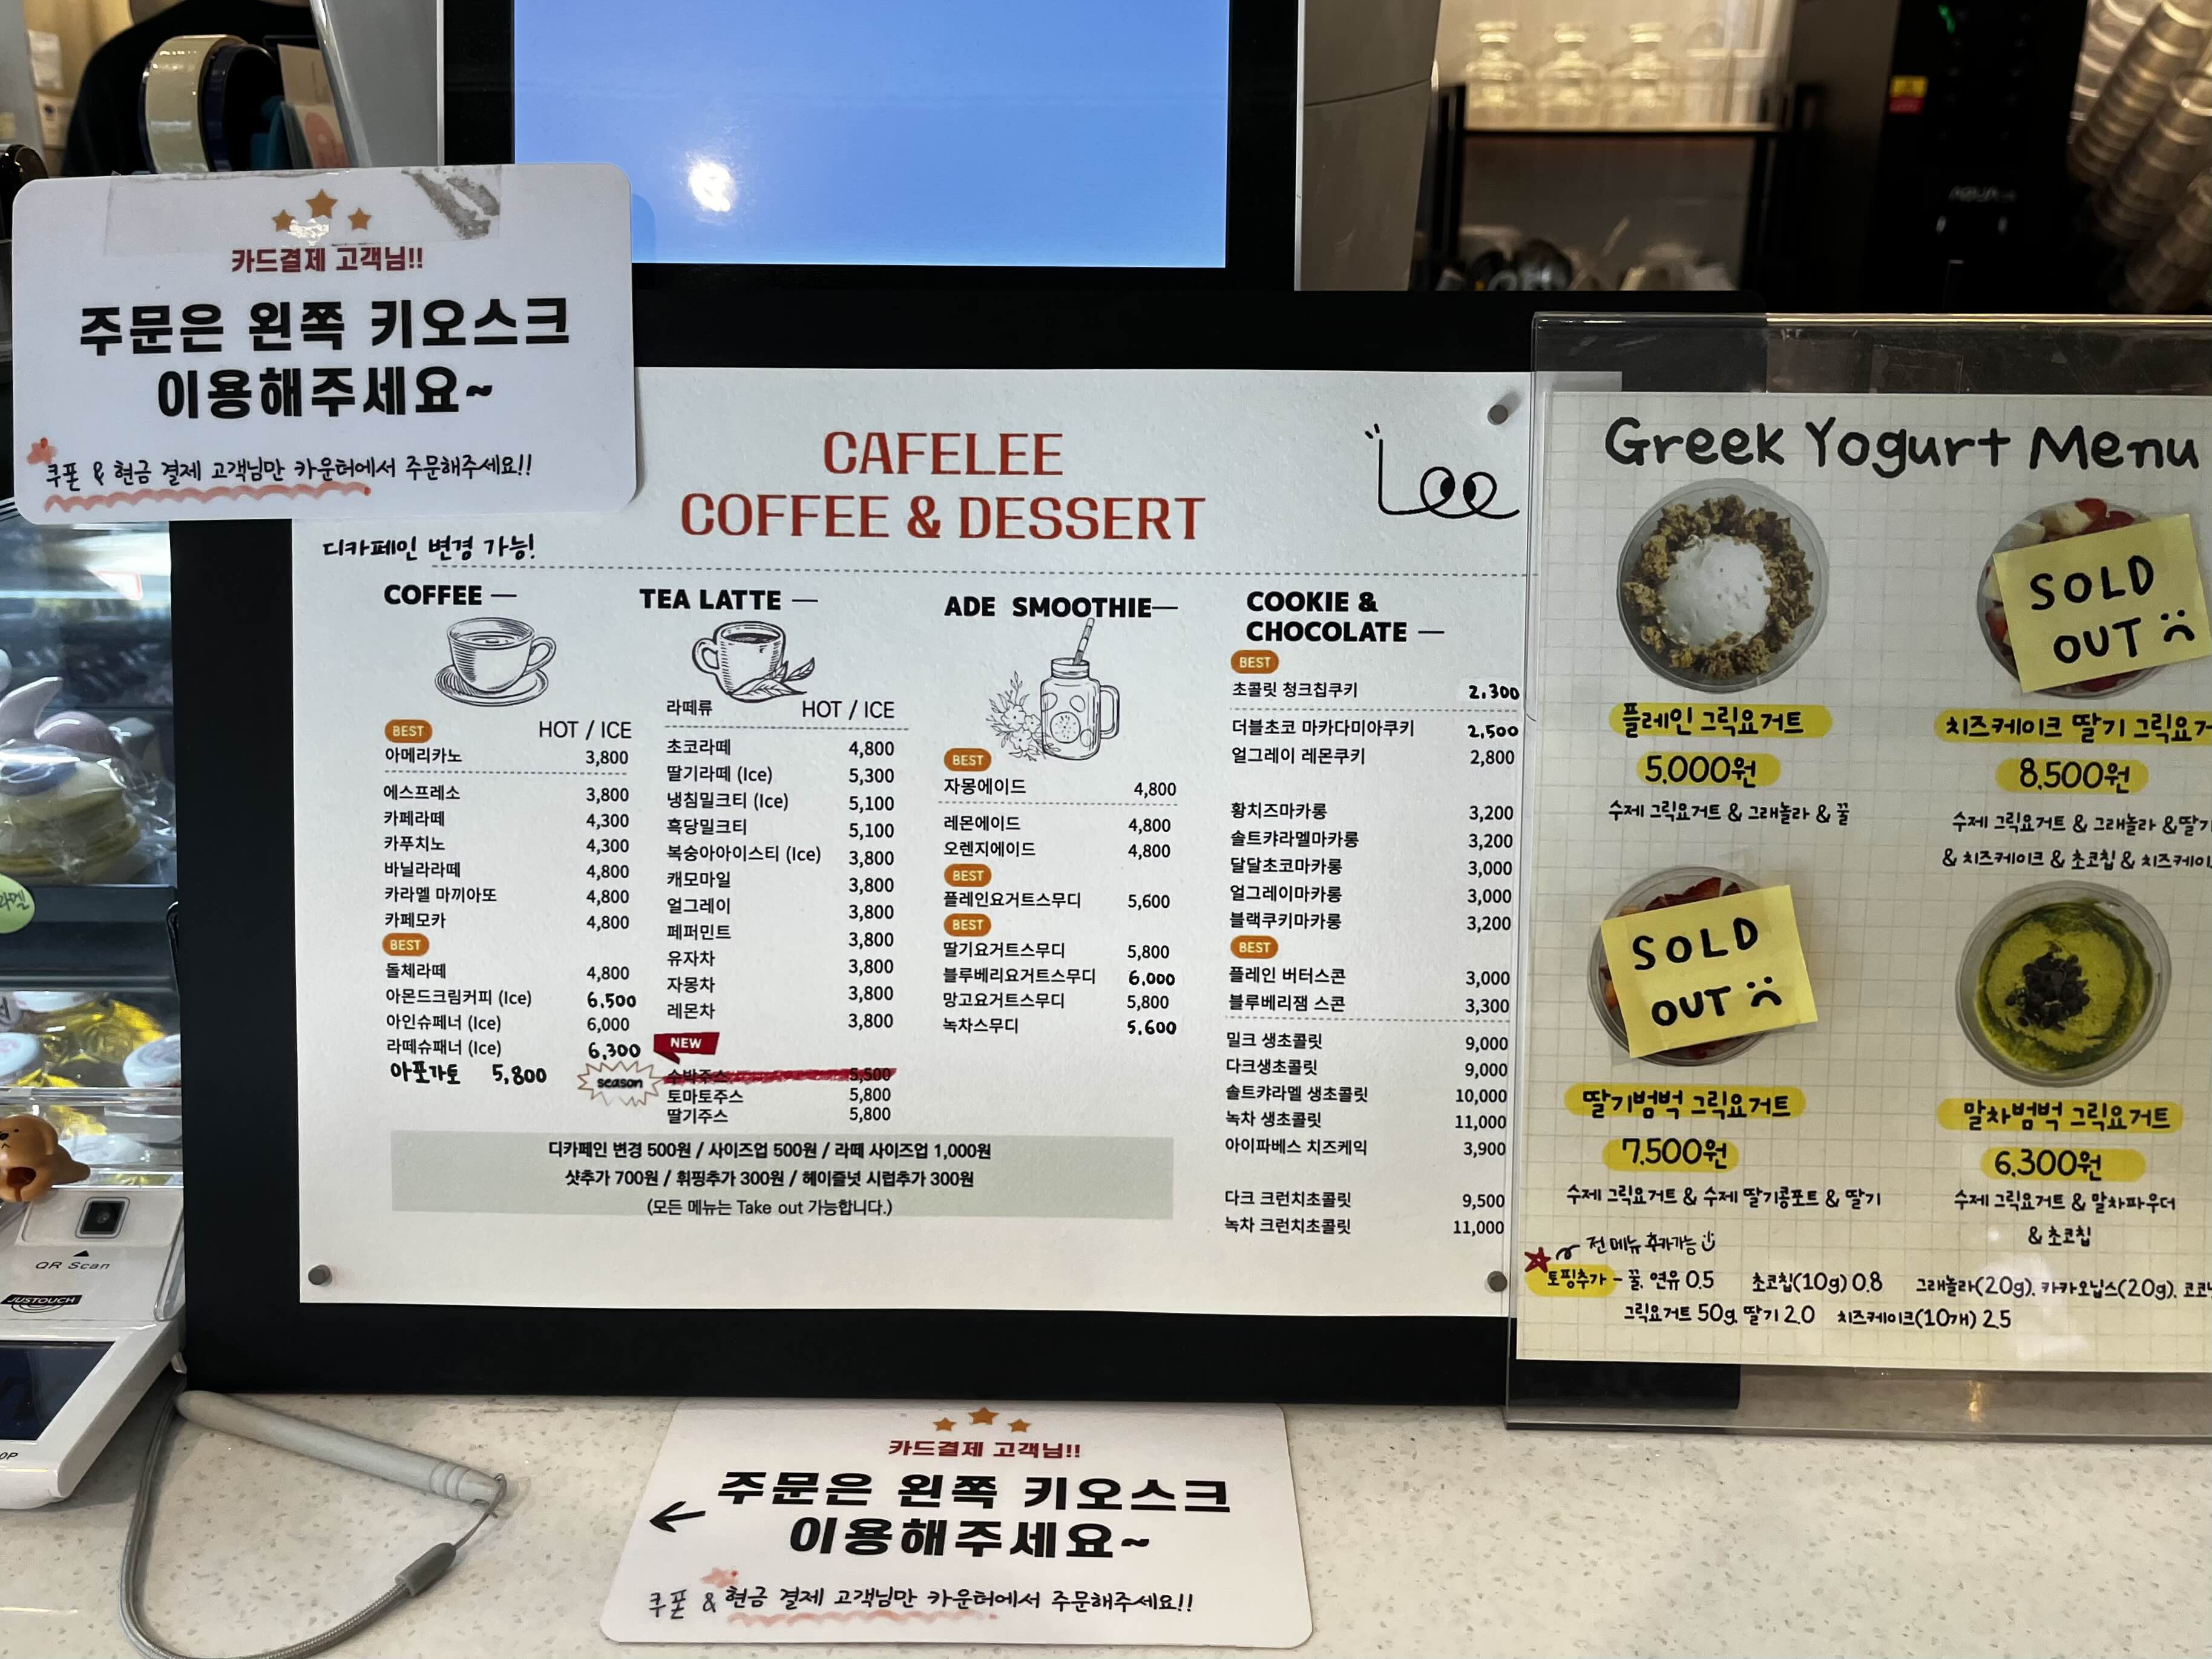 카드결제 고객님!!
주문은 왼쪽 키오스크
이용해주세요~
쿠폰 & 현금 결제 고객님만 카운터에서 주문해주세요!!
CAFELEE
COFFEE & DESSERT
Lee
디카페인 변경 가능!
COFFEE —
BEST
HOT / ICE
아메리카노 3,800
에스프레소 3,800
카페라떼 4,300
카푸치노 4,300
바닐라라떼 4,800
카라멜 마끼아또 4,800
카페모카 4,800
BEST
돌체라떼 4,800
아몬드크림커피 (Ice) 6,500
아인슈페너 (Ice) 6,000
라떼슈패너 (Ice) 6,300
아포가토 5,800
TEA LATTE —
라떼류 HOT / ICE
초코라떼 4,800
딸기라떼 (Ice) 5,300
냉침밀크티 (Ice) 5,100
흑당밀크티 5,100
복숭아아이스티 (Ice) 3,800
캐모마일 3,800
얼그레이 3,800
페퍼민트 3,800
유자차 3,800
자몽차 3,800
레몬차 3,800
NEW
season
수박주스 5,500
토마토주스 5,800
딸기주스 5,800
ADE SMOOTHIE—
BEST
자몽에이드 4,800
레몬에이드 4,800
오렌지에이드 4,800
BEST
플레인요거트스무디 5,600
BEST
딸기요거트스무디 5,800
블루베리요거트스무디 6,000
망고요거트스무디 5,800
녹차스무디 5,600
COOKIE &
CHOCOLATE —
BEST
초콜릿 청크칩쿠키 2,300
더블초코 마카다미아쿠키 2,500
얼그레이 레몬쿠키 2,800
황치즈마카롱 3,200
솔트캬라멜마카롱 3,200
달달초코마카롱 3,000
얼그레이마카롱 3,000
블랙쿠키마카롱 3,200
BEST
플레인 버터스콘 3,000
블루베리잼 스콘 3,300
밀크 생초콜릿 9,000
다크생초콜릿 9,000
솔트캬라멜 생초콜릿 10,000
녹차 생초콜릿 11,000
아이파베스 치즈케익 3,900
다크 크런치초콜릿 9,500
녹차 크런치초콜릿 11,000
디카페인 변경 500원 / 사이즈업 500원 / 라떼 사이즈업 1,000원
샷추가 700원 / 휘핑추가 300원 / 헤이즐넛 시럽추가 300원
(모든 메뉴는 Take out 가능합니다.)
Greek Yogurt Menu
플레인 그릭요거트
5,000원
수제 그릭요거트 & 그래놀라 & 꿀
SOLD
OUT
치즈케이크 딸기 그릭요거
8,500원
수제 그릭요거트 & 그래놀라 & 딸기
& 치즈케이크 & 초코칩 & 치즈케이
SOLD
OUT
딸기범벅 그릭요거트
7,500원
수제 그릭요거트 & 수제 딸기콩포트 & 딸기
말차범벅 그릭요거트
6,300원
수제 그릭요거트 & 말차파우더
& 초코칩
전메뉴 추가가능
토핑추가 - 꿀, 연유 0.5 초코칩(10g) 0.8 그래놀라(20g), 카카오닙스(20g), 코코
그릭요거트 50g, 딸기 2.0 치즈케이크(10개) 2.5
QR Scan
JUSTOUCH
카드결제 고객님!!
← 주문은 왼쪽 키오스크
이용해주세요~
쿠폰 & 현금 결제 고객님만 카운터에서 주문해주세요!!